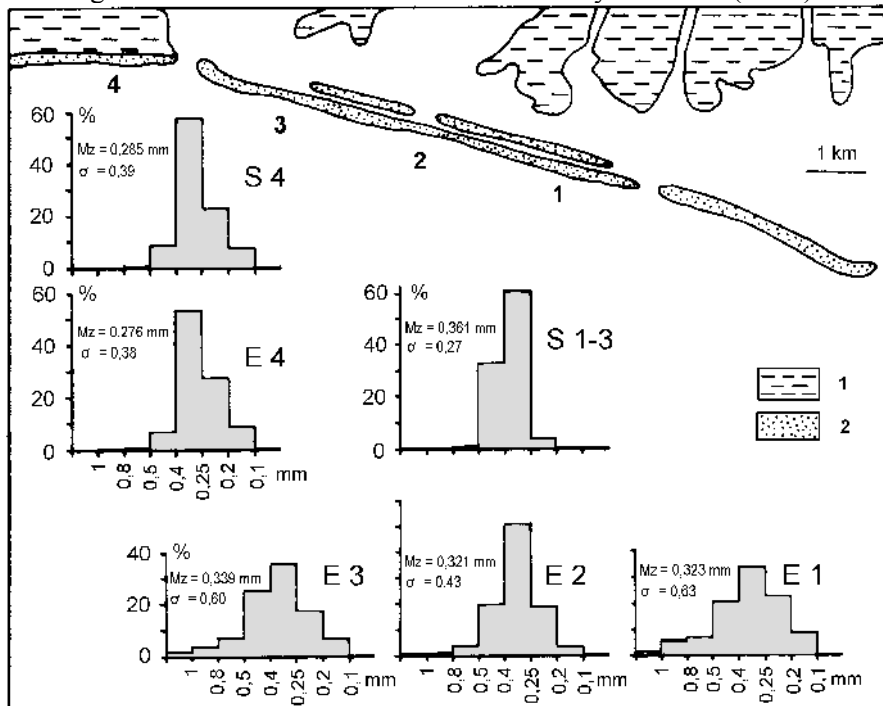 4
3
2
1
1 km
%
60
40
20
0
Mz = 0,285 mm
σ = 0,39
S 4
%
60
40
20
0
Mz = 0.276 mm
σ = 0,38
E 4
1
0,8
0,5
0,4
0,25
0,2
0,1
mm
%
60
40
20
0
Mz = 0,361 mm
σ = 0,27
S 1-3
1
2
%
40
20
0
Mz = 0,339 mm
σ = 0,60
E 3
1
0,8
0,5
0,4
0,25
0,2
0,1
mm
Mz = 0,321 mm
σ = 0.43
E 2
1
0,8
0,5
0,4
0,25
0,2
0,1
mm
Mz = 0,323 mm
σ = 0,63
E 1
1
0,8
0,5
0,4
0,25
0,2
0,1
mm